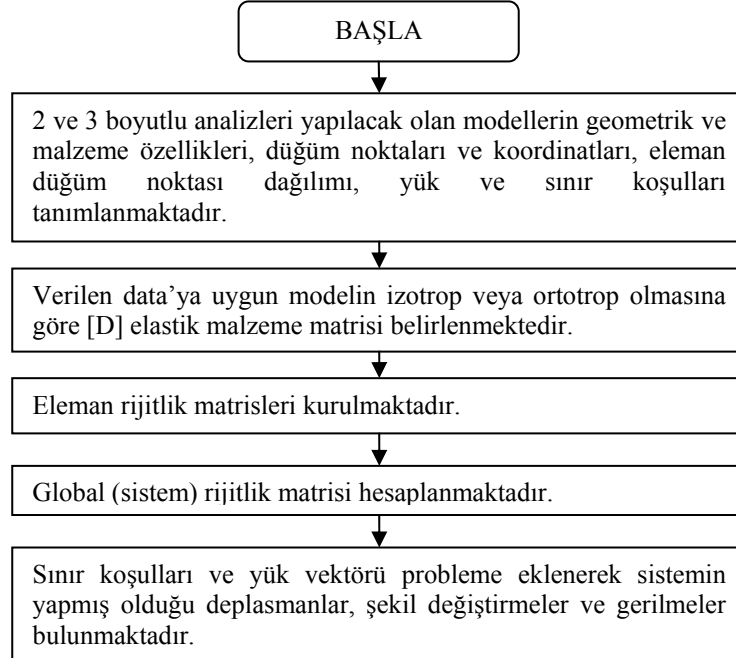 BAŞLA
2 ve 3 boyutlu analizleri yapılacak olan modellerin geometrik ve
malzeme özellikleri, düğüm noktaları ve koordinatları, eleman
düğüm noktası dağılımı, yük ve sınır koşulları
tanımlanmaktadır.
Verilen data’ya uygun modelin izotrop veya ortotrop olmasına
göre [D] elastik malzeme matrisi belirlenmektedir.
Eleman rijitlik matrisleri kurulmaktadır.
Global (sistem) rijitlik matrisi hesaplanmaktadır.
Sınır koşulları ve yük vektörü probleme eklenerek sistemin
yapmış olduğu deplasmanlar, şekil değiştirmeler ve gerilmeler
bulunmaktadır.